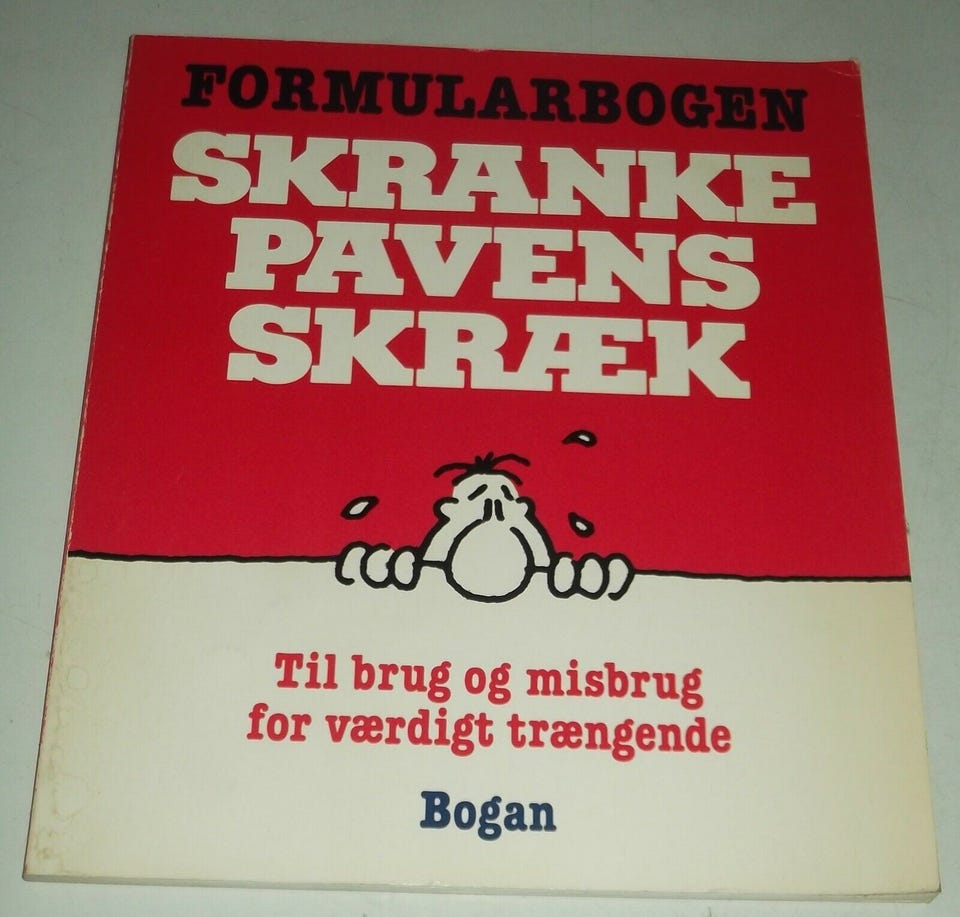 FORMULARBOGEN
SKRANKE
PAVENS
SKRÆK
Til brug og misbrug
for værdigt trængende
Bogan